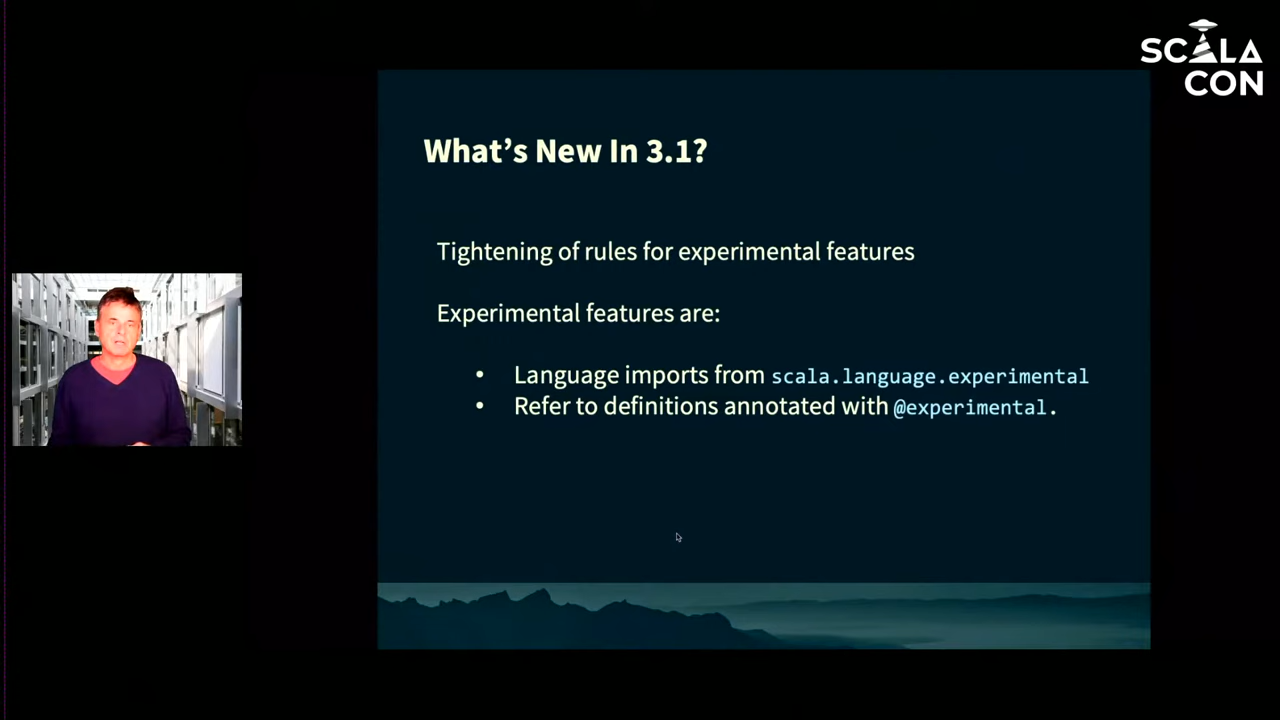 SCALA
CON
What's New In 3.1?
Tightening of rules for experimental features
Experimental features are:
• Language imports from scala.language.experimental
• Refer to definitions annotated with @experimental.